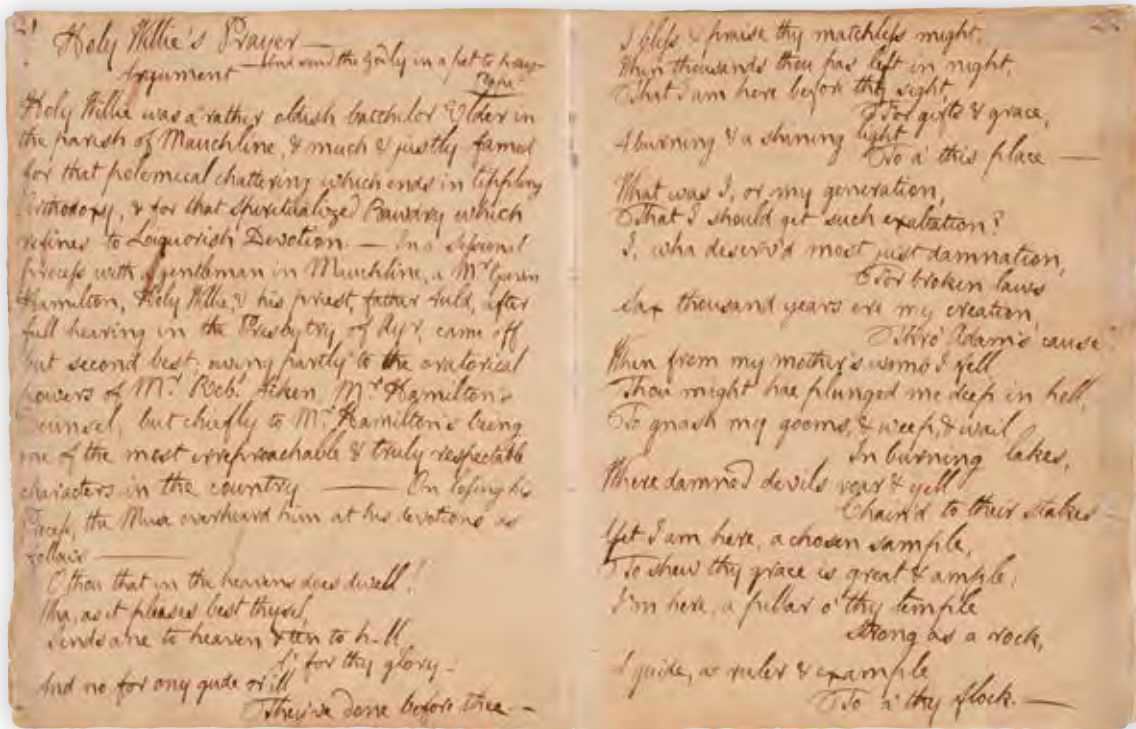 21
Holy Willie's Prayer —
Argument — And send the Godly in a pet to pray —
Pope
Holy Willie was a rather oldish batchelor Elder in
the parish of Mauchline, & much & justly famed
for that polemical chattering which ends in tippling
Orthodoxy, & for that Spiritualized Bawdry which
refines to Liquorish Devotion. — In a Sessional
process with a gentleman in Mauchline, a Mr Gavin
Hamilton, Holy Willie, & his priest, father Auld, after
full hearing in the Presbytry of Ayr, came off
but second best; owing partly to the oratorical
powers of Mr Robt Aiken, Mr Hamilton's
Counsel; but chiefly to Mr Hamilton's being
one of the most irreproachable & truly respectable
characters in the country — On losing his
Process, the Muse overheard him at his devotions as
follows —
O thou that in the heavens does dwell!
Wha, as it pleases best thysel,
Sends ane to heaven & ten to h-ll,
A' for thy glory!
And no for ony gude or ill
They've done before thee. —
22
I bless & praise thy matchless might,
When thousands thou has left in night,
That I am here before thy sight,
For gifts & grace,
A burning & a shining light
To a' this place —
What was I, or my generation,
That I should get such exaltation?
I, wha deserv'd most just damnation,
For broken laws
Sax thousand years ere my creation,
Thro' Adam's cause!
When from my mother's womb I fell,
Thou might hae plunged me deep in hell,
To gnash my gooms, & weep, & wail,
In burning lakes,
Where damned devils roar & yell
Chain'd to their stakes —
Yet I am here, a chosen sample,
To shew thy grace is great & ample:
I'm here, a pillar o' thy temple
Strong as a rock,
A guide, a ruler & example
To a' thy flock. —